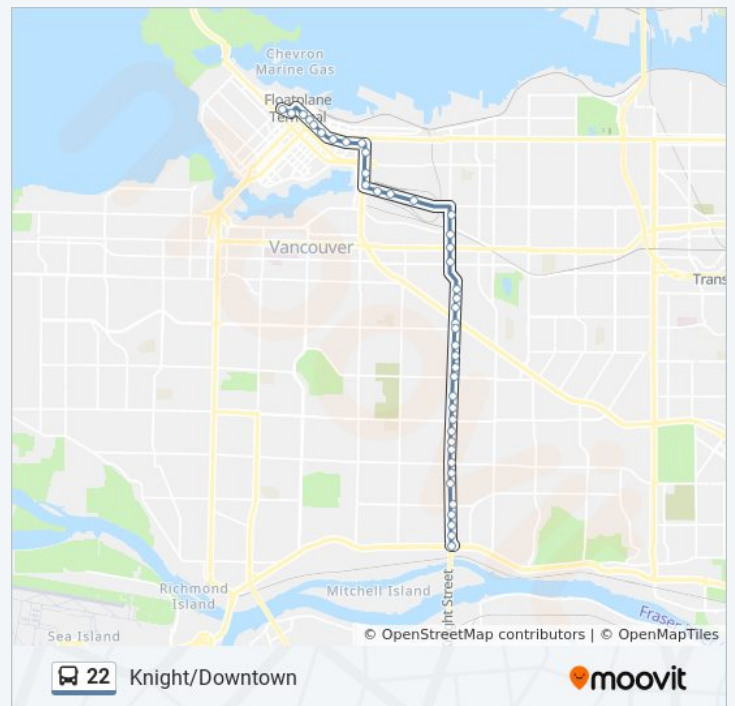 Chevron
Marine Gas
Floatplane
Terminal
Vancouver
Trans
Richmond
Island
Mitchell Island
Sea Island
ght Street
Fraser
© OpenStreetMap contributors | © OpenMapTiles
22 Knight/Downtown
moovit